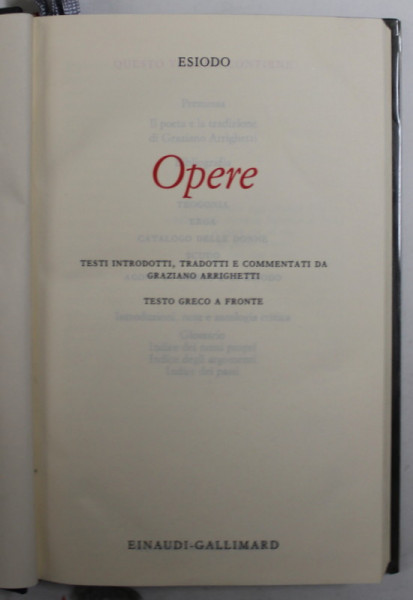 ESIODO
Opere
TESTI INTRODOTTI, TRADOTTI E COMMENTATI DA
GRAZIANO ARRIGHETTI
TESTO GRECO A FRONTE
EINAUDI-GALLIMARD